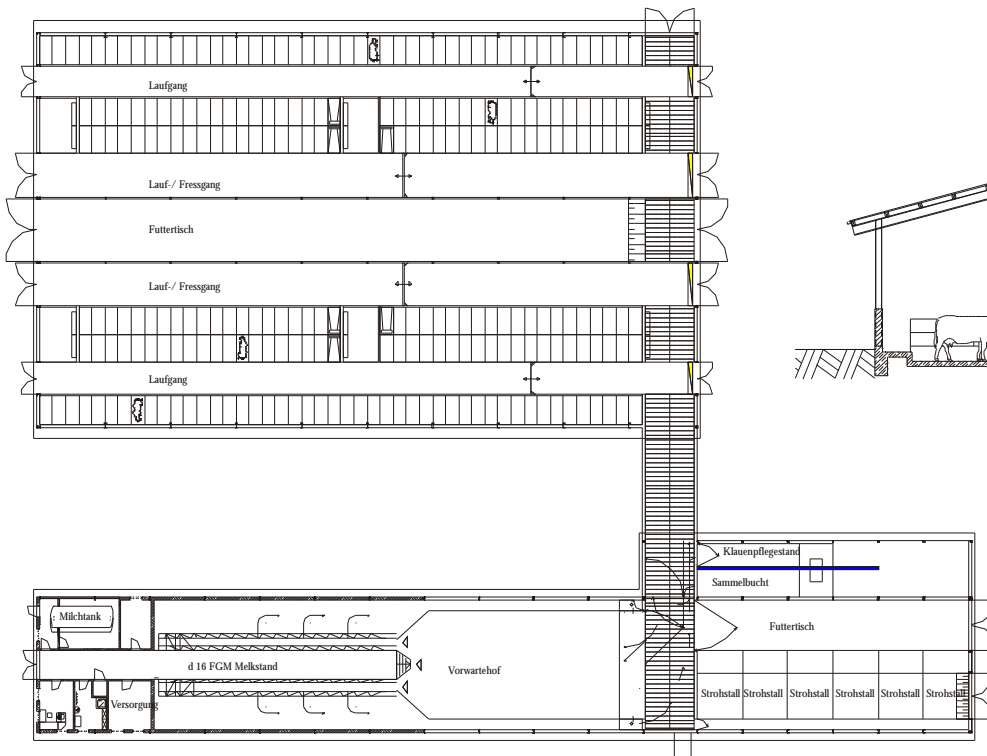 Laufgang
Lauf-/ Fressgang
Futtertisch
Lauf-/ Fressgang
Laufgang
Klauenpflegestand
Sammelbucht
Milchtank
Futtertisch
d 16 FGM Melkstand
Vorwartehof
Versorgung
Strohstall Strohstall Strohstall Strohstall Strohstall Strohstall